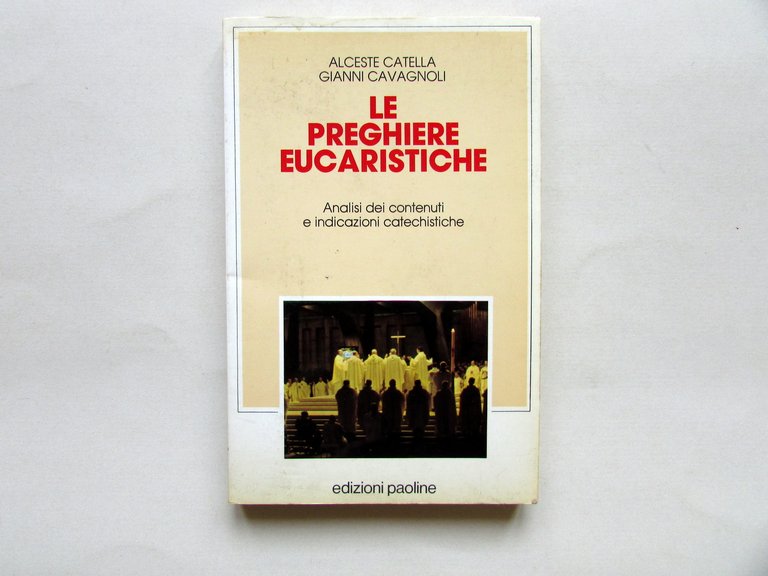 ALCESTE CATELLA
GIANNI CAVAGNOLI
LE
PREGHIERE
EUCARISTICHE
Analisi dei contenuti
e indicazioni catechistiche
edizioni paoline